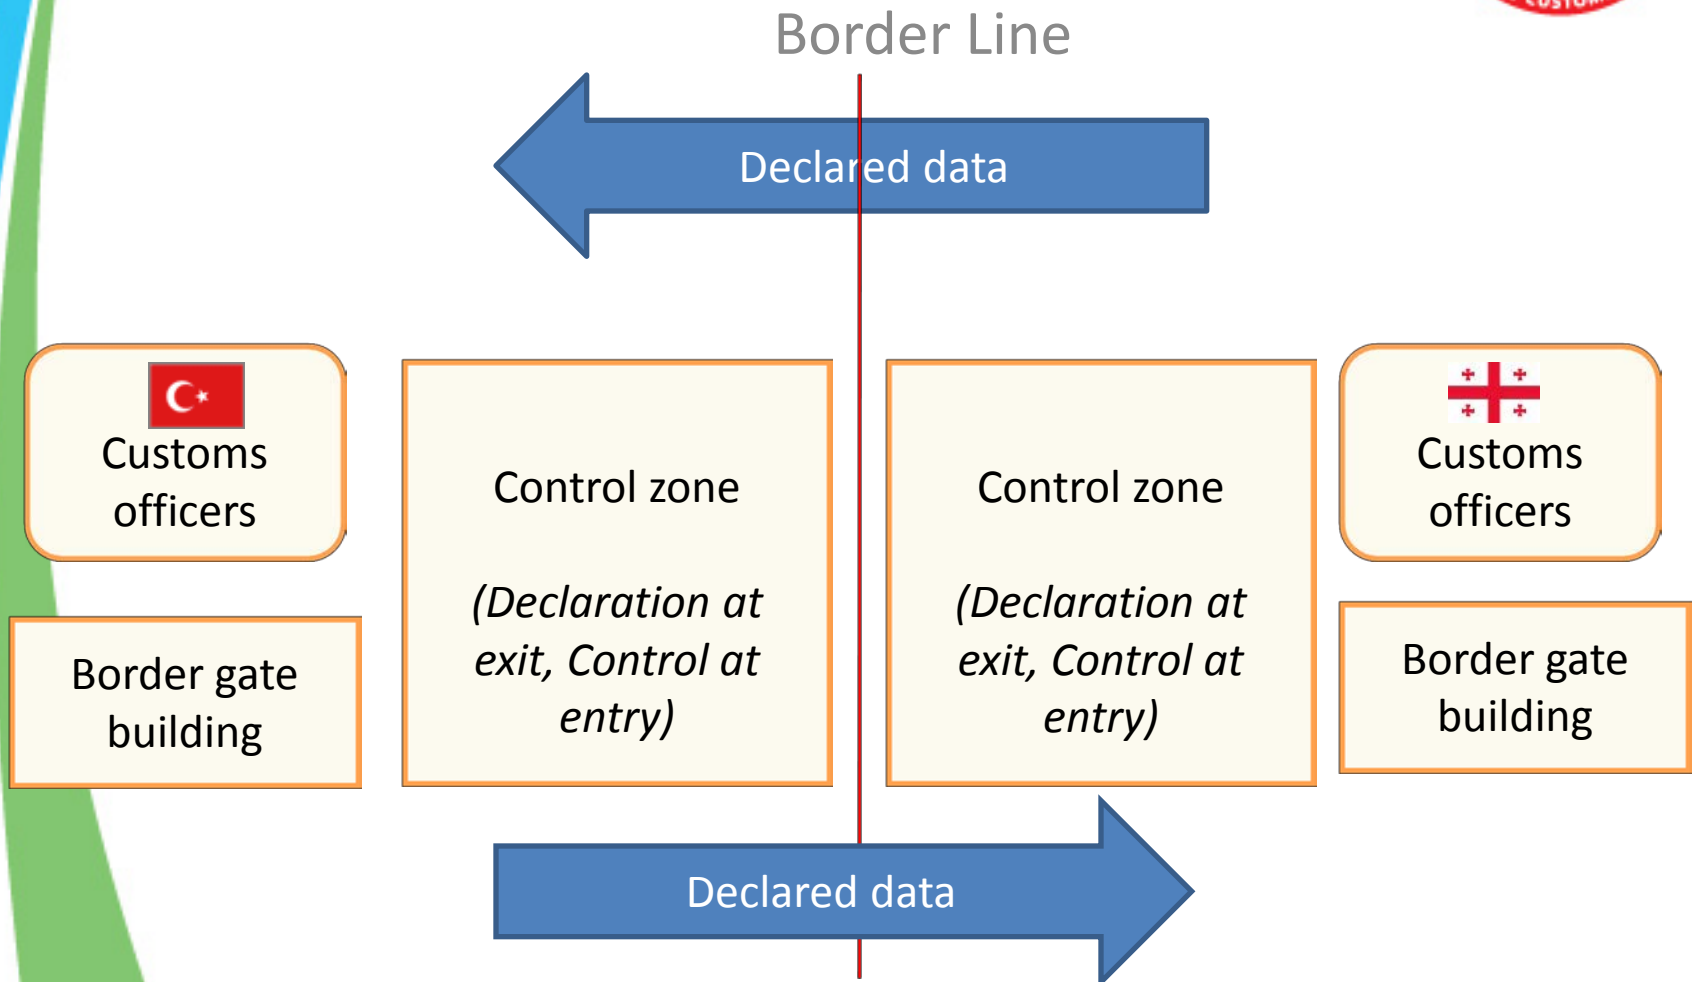 Border Line
Declared data
Customs
officers
Border gate
building
Control zone
(Declaration at
exit, Control at
entry)
Control zone
(Declaration at
exit, Control at
entry)
Customs
officers
Border gate
building
Declared data